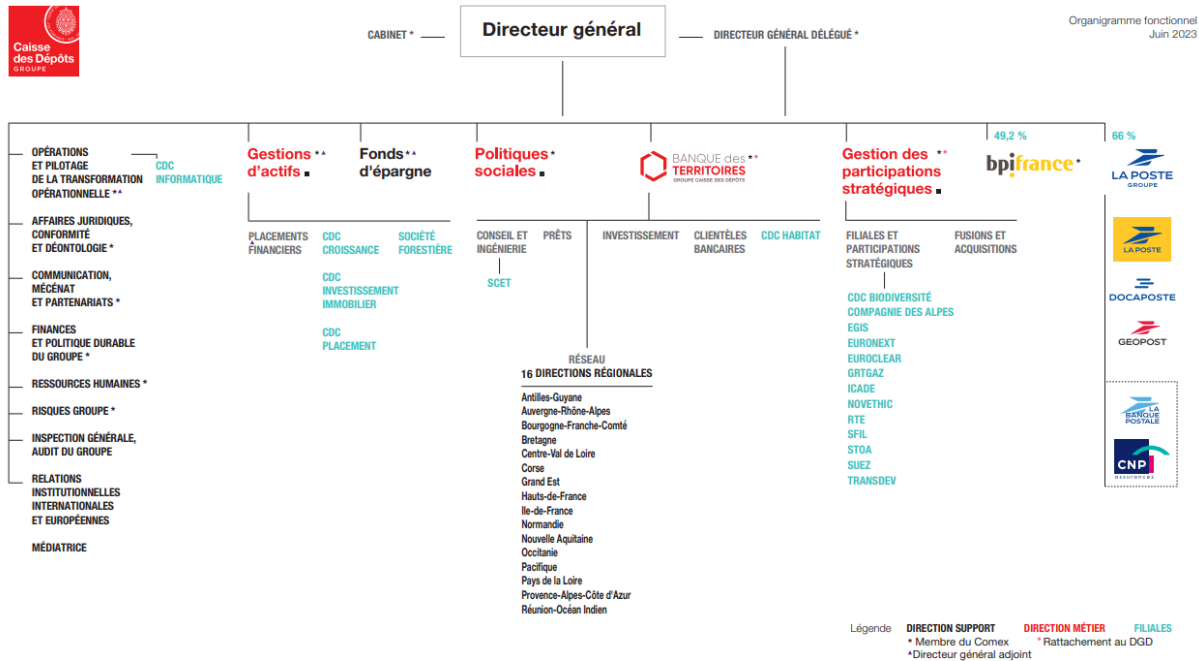 Caisse
des Dépôts
GROUPE
CABINET *
Directeur général
DIRECTEUR GÉNÉRAL DÉLÉGUÉ *
Organigramme fonctionnel
Juin 2023
OPÉRATIONS
ET PILOTAGE
DE LA TRANSFORMATION
OPÉRATIONNELLE *▲
CDC
INFORMATIQUE
AFFAIRES JURIDIQUES,
CONFORMITÉ
ET DÉONTOLOGIE *
COMMUNICATION,
MÉCÉNAT
ET PARTENARIATS *
FINANCES
ET POLITIQUE DURABLE
DU GROUPE *
RESSOURCES HUMAINES *
RISQUES GROUPE *
INSPECTION GÉNÉRALE,
AUDIT DU GROUPE
RELATIONS
INSTITUTIONNELLES
INTERNATIONALES
ET EUROPÉENNES
MÉDIATRICE
Gestions *▲
d'actifs ■
PLACEMENTS
FINANCIERS
CDC
CROISSANCE
CDC
INVESTISSEMENT
IMMOBILIER
CDC
PLACEMENT
SOCIÉTÉ
FORESTIÈRE
Fonds *▲
d'épargne
Politiques *
sociales ■
BANQUE des **
TERRITOIRES
GROUPE CAISSE DES DÉPÔTS
CONSEIL ET
INGÉNIERIE
SCET
PRÊTS
INVESTISSEMENT
CLIENTÈLES
BANCAIRES
CDC HABITAT
RÉSEAU
16 DIRECTIONS RÉGIONALES
Antilles-Guyane
Auvergne-Rhône-Alpes
Bourgogne-Franche-Comté
Bretagne
Centre-Val de Loire
Corse
Grand Est
Hauts-de-France
Ile-de-France
Normandie
Nouvelle Aquitaine
Occitanie
Pacifique
Pays de la Loire
Provence-Alpes-Côte d'Azur
Réunion-Océan Indien
Gestion des **
participations
stratégiques ■
FILIALES ET
PARTICIPATIONS
STRATÉGIQUES
CDC BIODIVERSITÉ
COMPAGNIE DES ALPES
EGIS
EURONEXT
EUROCLEAR
GRTGAZ
ICADE
NOVETHIC
RTE
SFIL
STOA
SUEZ
TRANSDEV
FUSIONS ET
ACQUISITIONS
49,2 %
bpifrance *
66 %
LA POSTE
GROUPE
LA POSTE
DOCAPOSTE
GEOPOST
LA
BANQUE
POSTALE
CNP
assurances
Légende DIRECTION SUPPORT DIRECTION MÉTIER FILIALES
* Membre du Comex * Rattachement au DGD
▲Directeur général adjoint